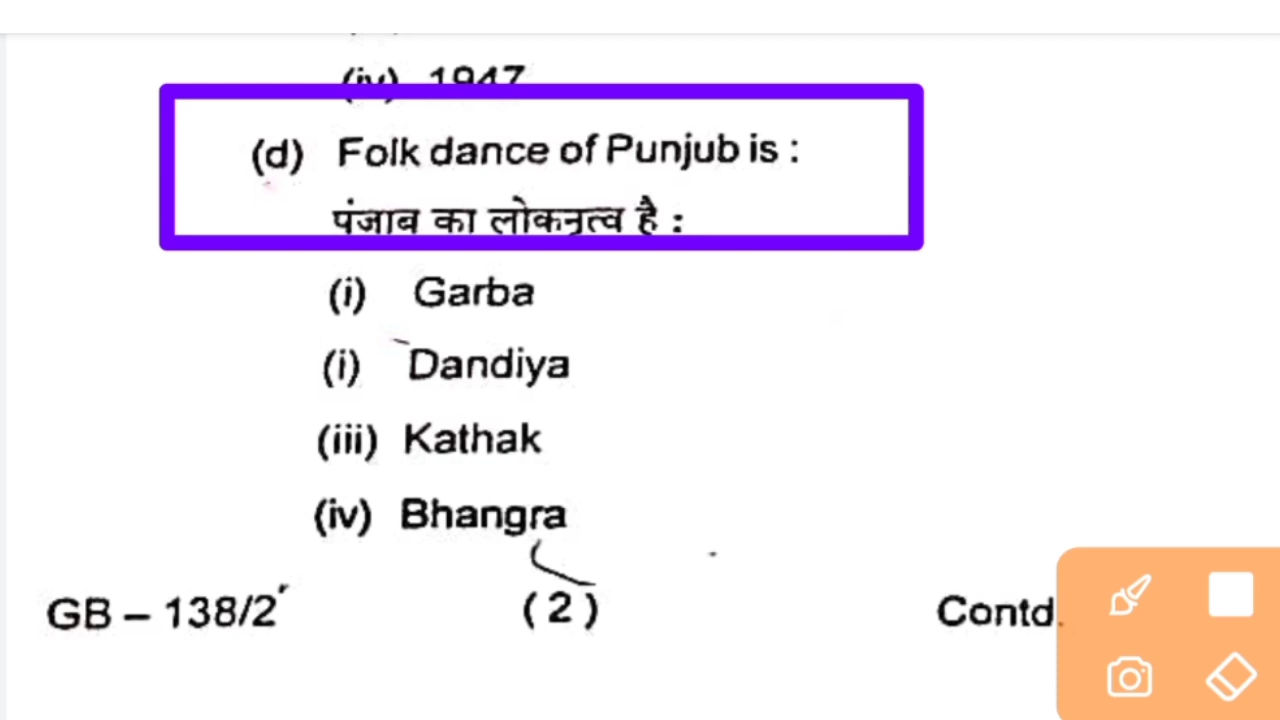 (iv) 1947
(d) Folk dance of Punjub is :
पंजाब का लोकनृत्व है :
(i) Garba
(i) Dandiya
(iii) Kathak
(iv) Bhangra
GB – 138/2 (2) Contd.